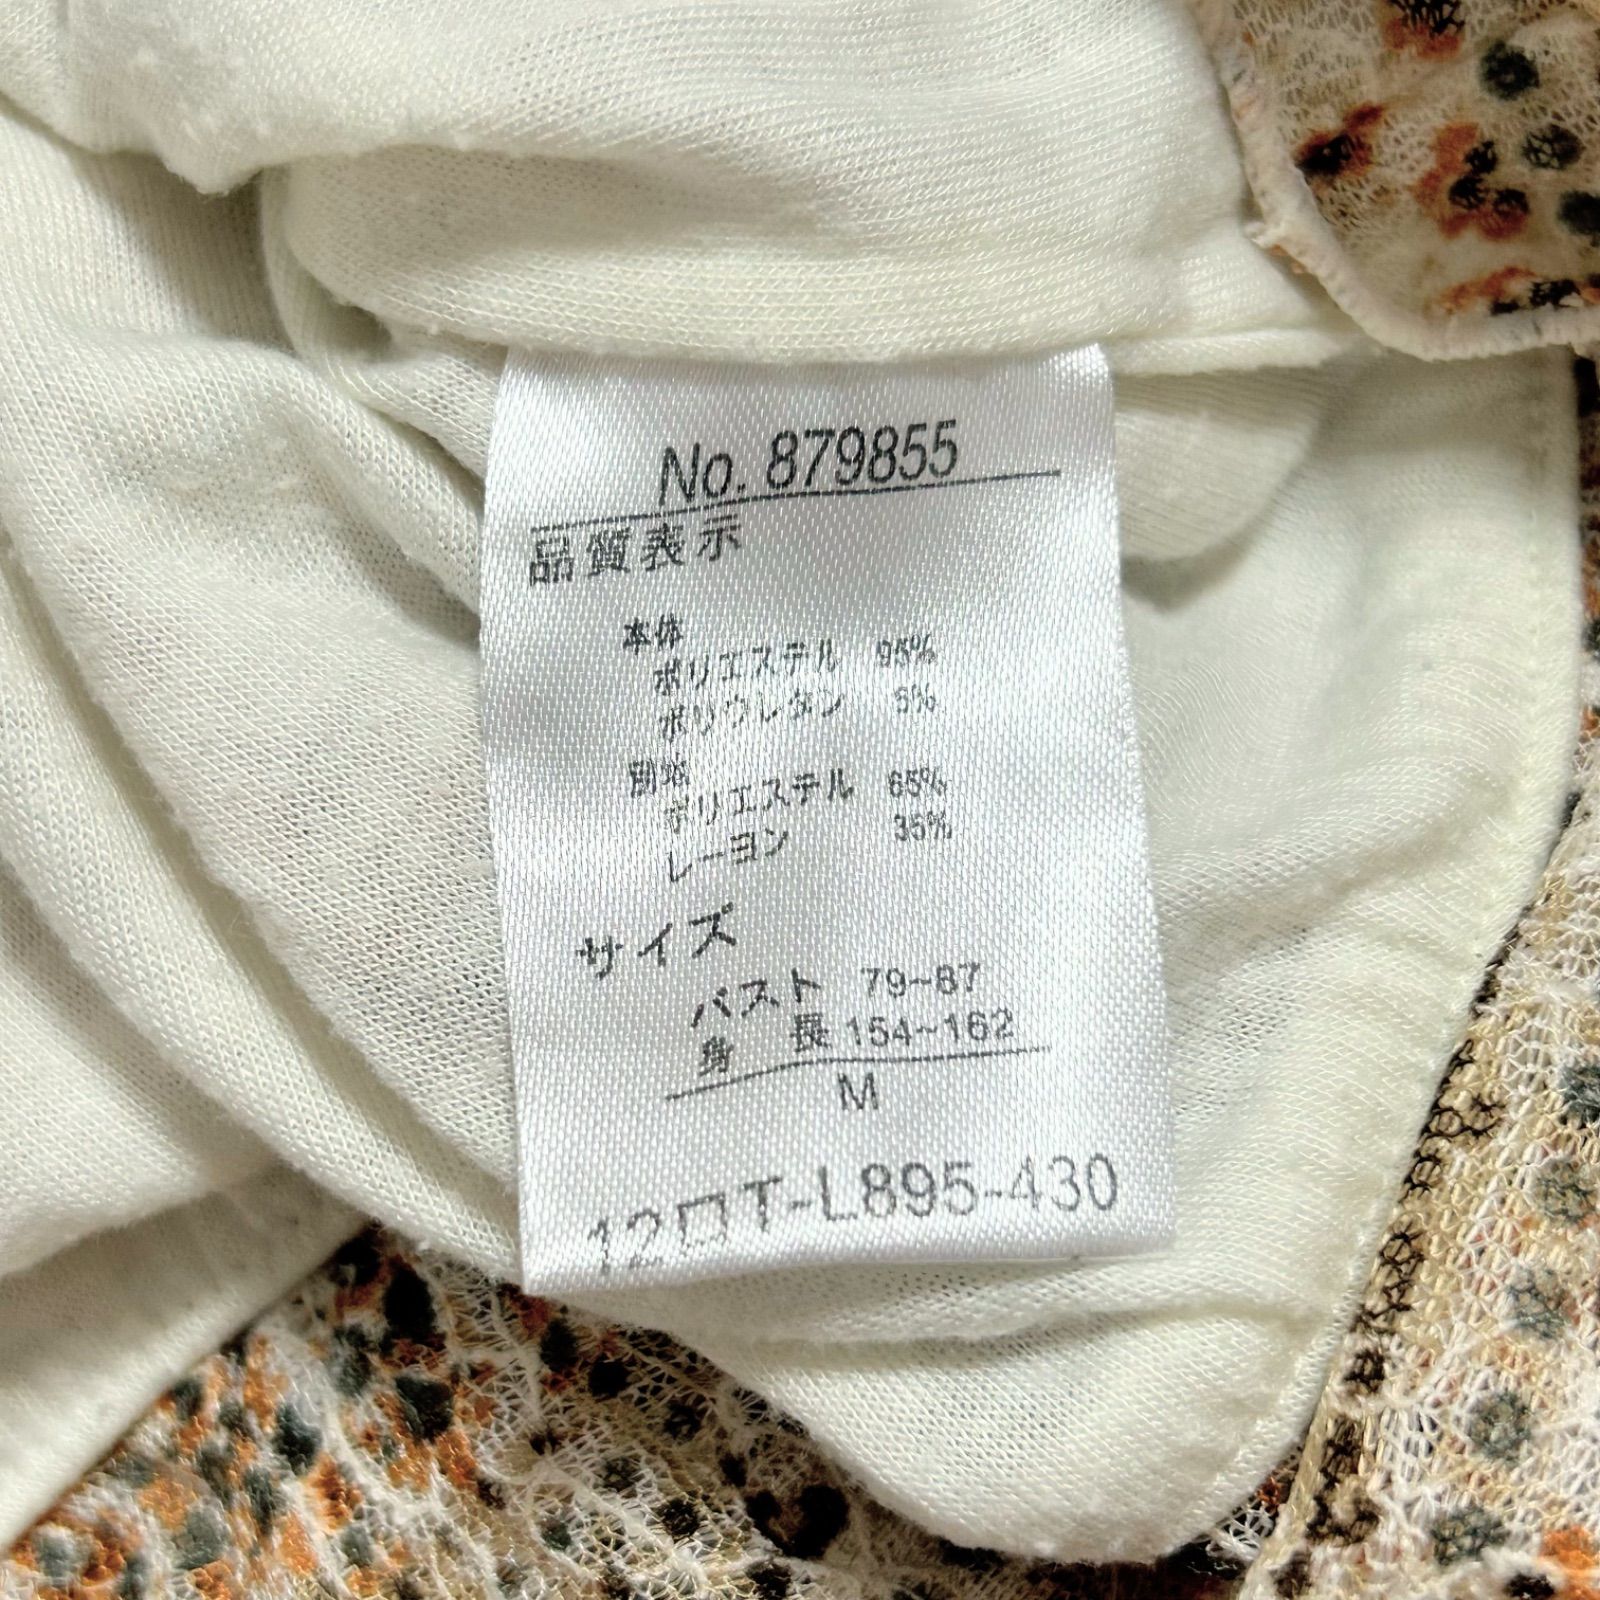 No. 879855
品質表示
本体
ポリエステル 95%
ポリウレタン 5%
別地
ポリエステル 65%
レーヨン 35%
サイズ
バスト 79~87
身 長 154~162
M
12ロT-L895-430